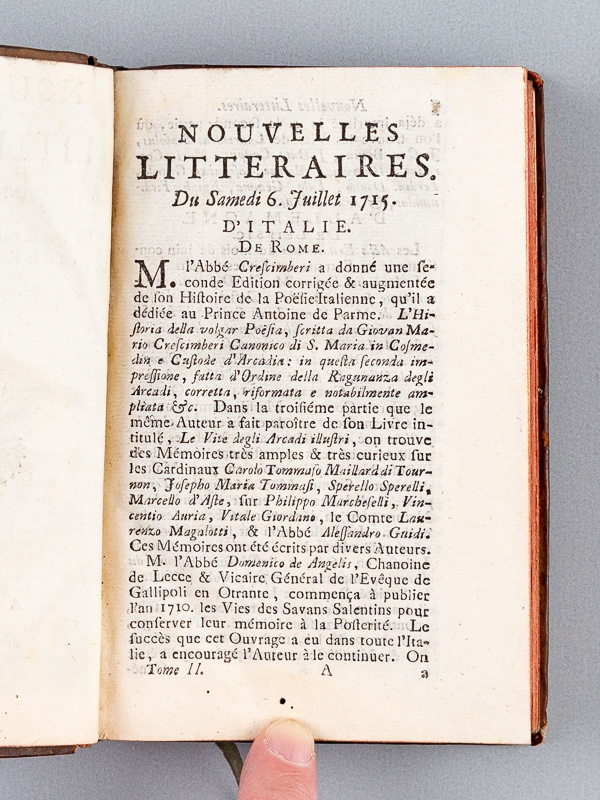 NOUVELLES
LITTERAIRES.
Du Samedi 6. Juillet 1715.
D'ITALIE.
DE ROME.
M. l'Abbé Creſcimberi a donné une ſe-
conde Edition corrigée & augmentée
de ſon Hiſtoire de la Poëſie Italienne, qu'il a
dédiée au Prince Antoine de Parme. L'Hi-
ſtoria della volgar Poëſia, ſcritta da Giovan Ma-
rio Creſcimberi Canonico di S. Maria in Coſme-
din e Cuſtode d'Arcadia: in queſta ſeconda im-
preſſione, fatta d'Ordine della Ragunanza degli
Arcadi, corretta, riformata e notabilmente am-
pliata &c. Dans la troiſiéme partie que le
même Auteur a fait paroître de ſon Livre in-
titulé, Le Vite degli Arcadi illuſtri, on trouve
des Mémoires très amples & très curieux ſur
les Cardinaux Carolo Tommaſo Maillard di Tour-
non, Joſepho Maria Tommaſi, Sperello Sperelli,
Marcello d'Aſte, ſur Philippo Marcheſelli, Vin-
centio Auria, Vitale Giordano, le Comte Lau-
renzo Magalotti, & l'Abbé Aleſſandro Guidi.
Ces Mémoires ont été écrits par divers Auteurs.
M. l'Abbé Domenico de Angelis, Chanoine
de Lecce & Vicaire Général de l'Evêque de
Gallipoli en Otrante, commença à publier
l'an 1710. les Vies des Savans Salentins pour
conſerver leur mémoire à la Poſterité. Le
ſuccès que cet Ouvrage a eu dans toute l'Ita-
lie, a encouragé l'Auteur à le continuer. On
Tome II. A a